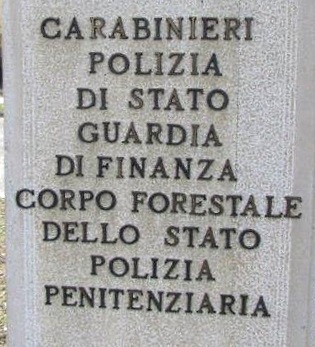 CARABINIERI
POLIZIA
DI STATO
GUARDIA
DI FINANZA
CORPO FORESTALE
DELLO STATO
POLIZIA
PENITENZIARIA